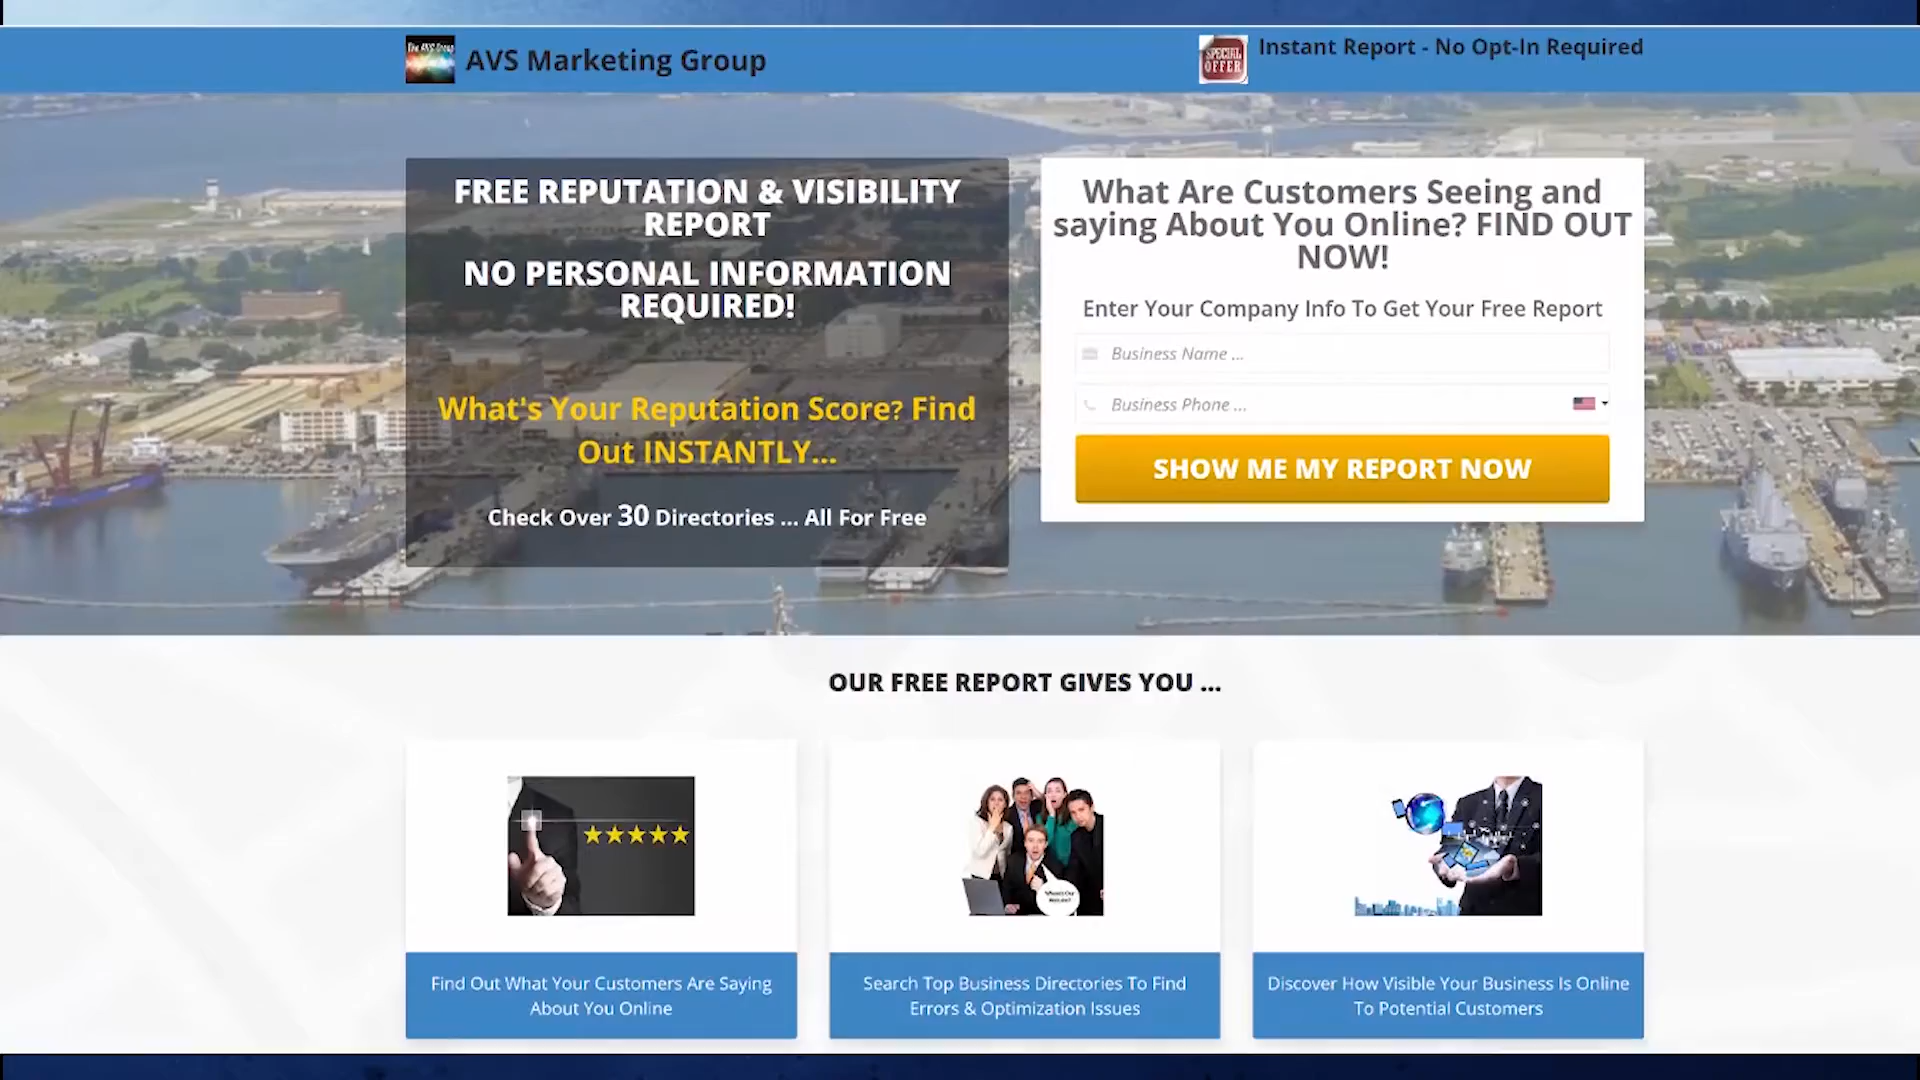 The AVS Group
AVS Marketing Group
SPECIAL
OFFER
Instant Report - No Opt-In Required
FREE REPUTATION & VISIBILITY
REPORT
NO PERSONAL INFORMATION
REQUIRED!
What's Your Reputation Score? Find
Out INSTANTLY...
Check Over 30 Directories ... All For Free
What Are Customers Seeing and
saying About You Online? FIND OUT
NOW!
Enter Your Company Info To Get Your Free Report
Business Name ...
Business Phone ...
SHOW ME MY REPORT NOW
OUR FREE REPORT GIVES YOU ...
Find Out What Your Customers Are Saying
About You Online
Search Top Business Directories To Find
Errors & Optimization Issues
Discover How Visible Your Business Is Online
To Potential Customers